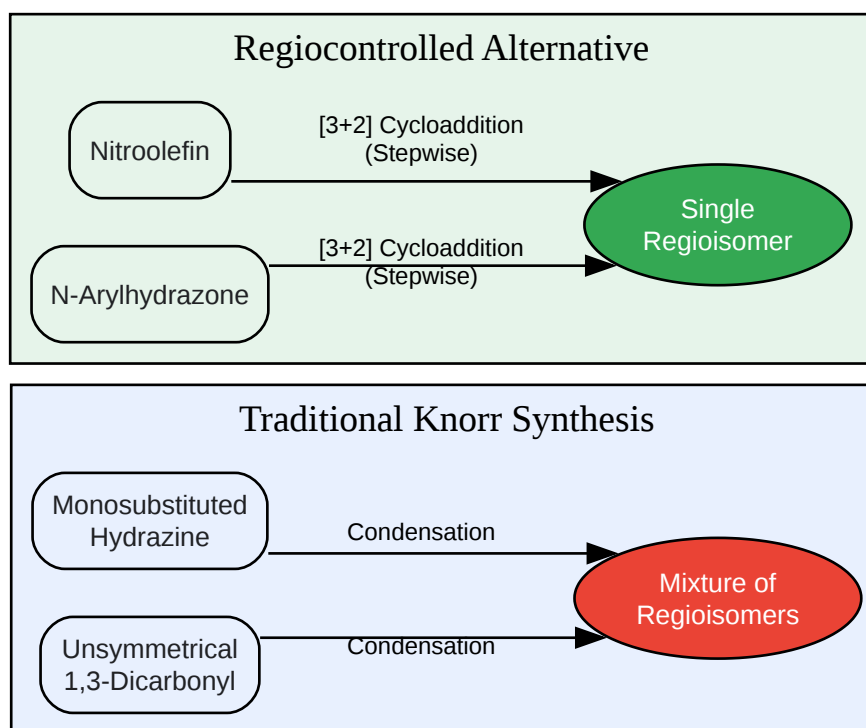 Regiocontrolled Alternative
Nitroolefin
[3+2] Cycloaddition
(Stepwise)
Single
Regioisomer
N-Arylhydrazone
[3+2] Cycloaddition
(Stepwise)
Traditional Knorr Synthesis
Monosubstituted
Hydrazine
Condensation
Mixture of
Regioisomers
Unsymmetrical
1,3-Dicarbonyl
Condensation